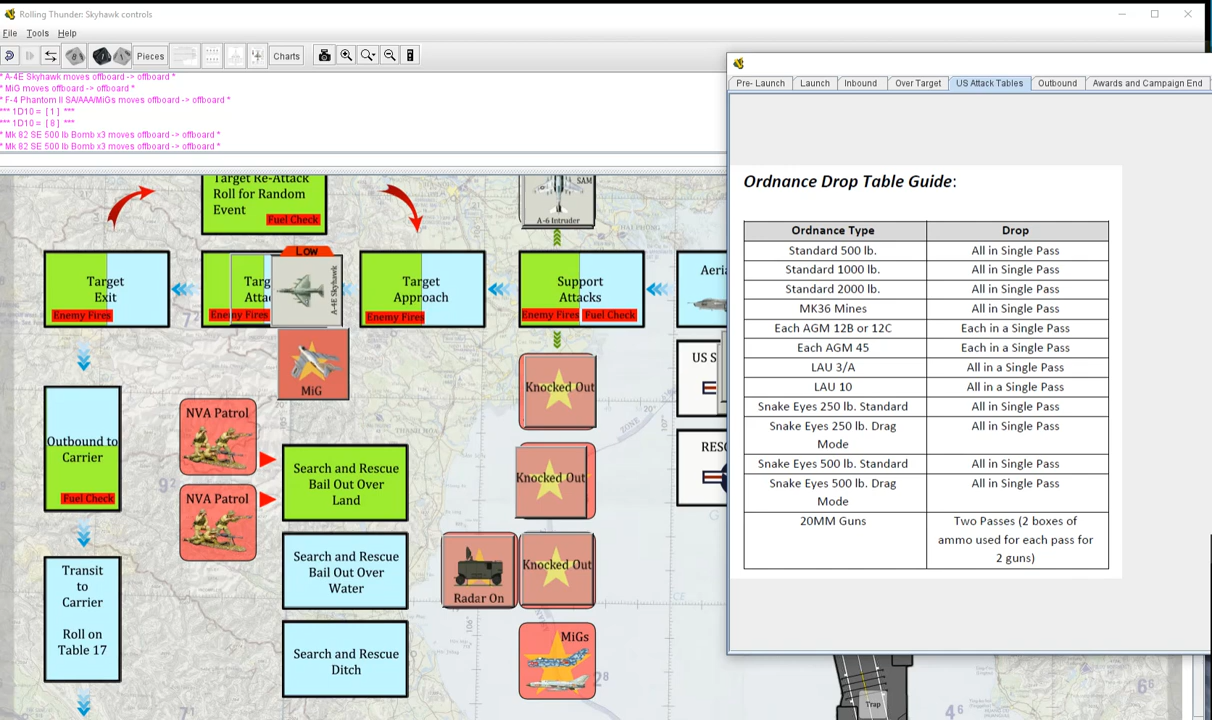 Rolling Thunder: Skyhawk controls
File Tools Help
Pieces
Charts
* A-4E Skyhawk moves offboard -> offboard *
* MiG moves offboard -> offboard *
* F-4 Phantom II SA/AAA/MiGs moves offboard -> offboard *
*** 1D10 = [ 1 ] ***
*** 1D10 = [ 8 ] ***
* Mk 82 SE 500 lb Bomb x3 moves offboard -> offboard *
* Mk 82 SE 500 lb Bomb x3 moves offboard -> offboard *
Target Re-Attack
Roll for Random
Event
Fuel Check
SAM
A-6 Intruder
Target
Exit
Enemy Fires
Targ
Atta
Enem
Low
A-4E Skyhawk
MiG
Target
Approach
Enemy Fires
Support
Attacks
Enemy Fires
Fuel Check
Aeria
US S
RESC
Knocked Out
Knocked Out
Knocked Out
Radar On
MiGs
Outbound to
Carrier
Fuel Check
NVA Patrol
NVA Patrol
Search and Rescue
Bail Out Over
Land
Search and Rescue
Bail Out Over
Water
Search and Rescue
Ditch
Transit
to
Carrier
Roll on
Table 17
Trap
Pre- Launch
Launch
Inbound
Over Target
US Attack Tables
Outbound
Awards and Campaign End
Ordnance Drop Table Guide:
Ordnance Type Drop
Standard 500 lb. All in Single Pass
Standard 1000 lb. All in Single Pass
Standard 2000 lb. All in Single Pass
MK36 Mines All in Single Pass
Each AGM 12B or 12C Each in a Single Pass
Each AGM 45 Each in a Single Pass
LAU 3/A All in a Single Pass
LAU 10 All in a Single Pass
Snake Eyes 250 lb. Standard All in Single Pass
Snake Eyes 250 lb. Drag All in Single Pass
Mode
Snake Eyes 500 lb. Standard All in Single Pass
Snake Eyes 500 lb. Drag All in Single Pass
Mode
20MM Guns Two Passes (2 boxes of
ammo used for each pass for
2 guns)